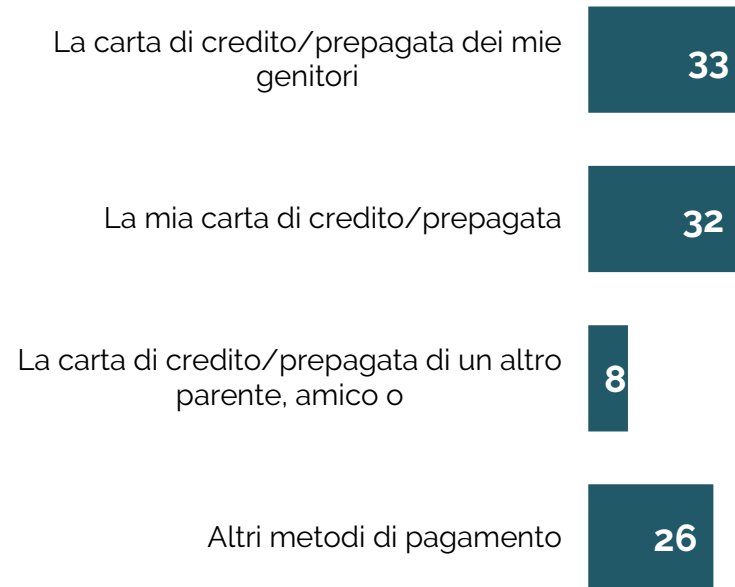 La carta di credito/prepagata dei mie
genitori
33
La mia carta di credito/prepagata
32
La carta di credito/prepagata di un altro
parente, amico o
8
Altri metodi di pagamento
26